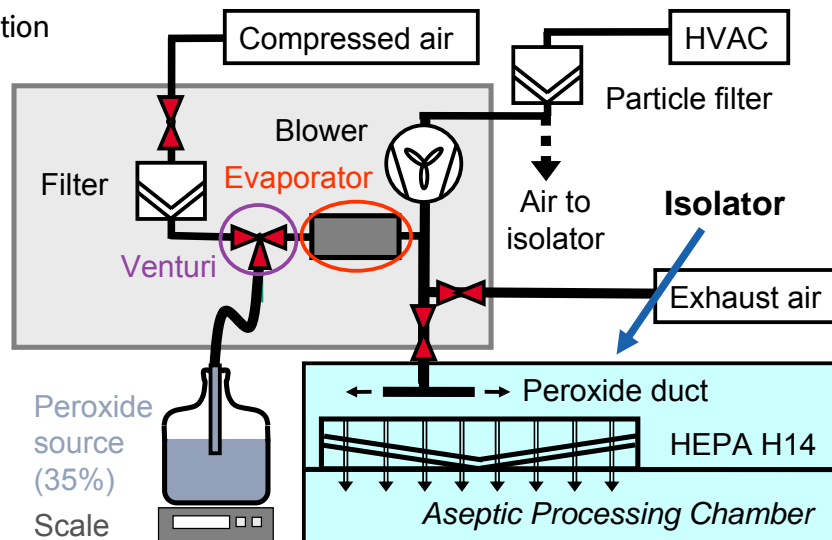 tion
Compressed air
HVAC
Particle filter
Blower
Filter
Evaporator
Air to
isolator
Isolator
Venturi
Exhaust air
Peroxide
source
(35%)
Scale
Peroxide duct
HEPA H14
Aseptic Processing Chamber